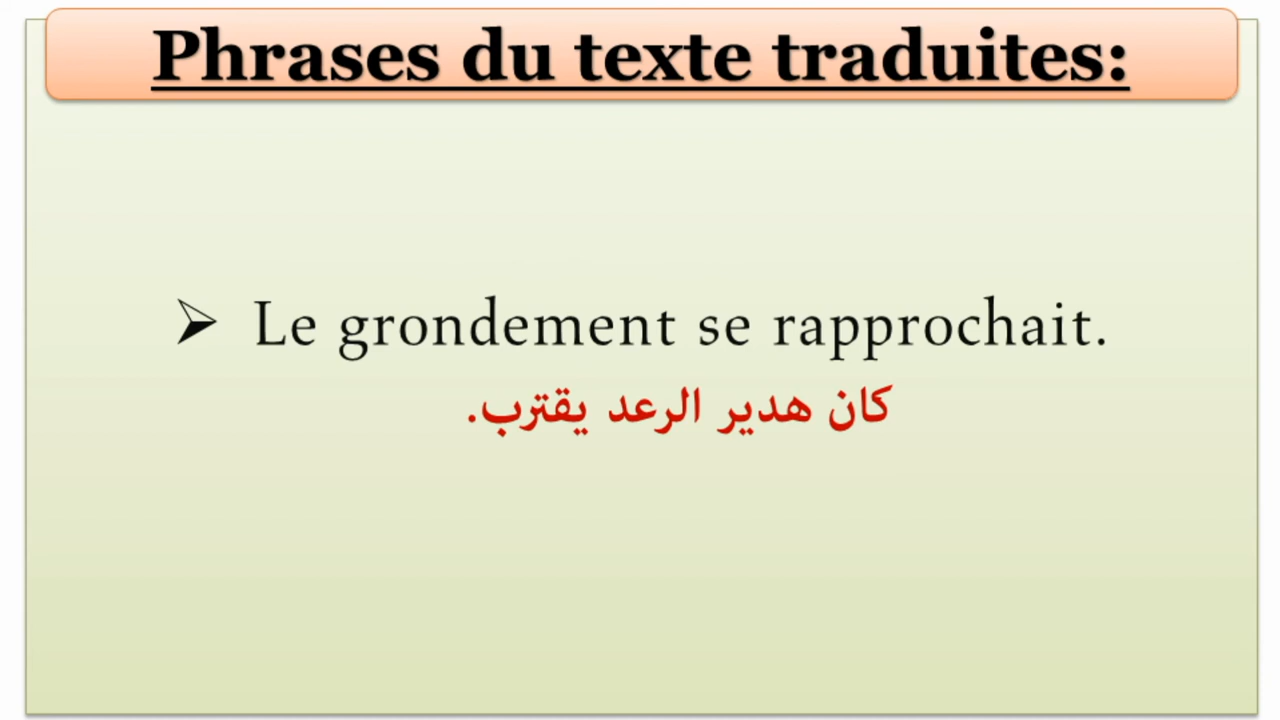 Phrases du texte traduites:
Le grondement se rapprochait.
كان هدير الرعد يقترب.